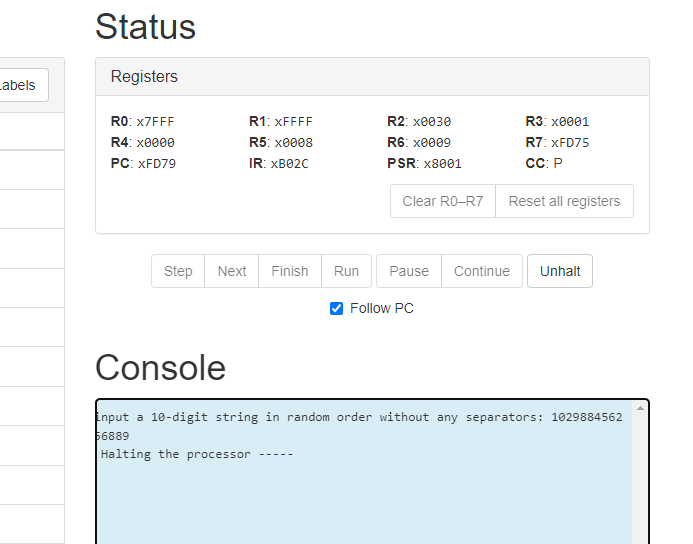 Status
Labels
Registers
R0: x7FFF R1: xFFFF R2: x0030 R3: x0001
R4: x0000 R5: x0008 R6: x0009 R7: xFD75
PC: xFD79 IR: xB02C PSR: x8001 CC: P
Clear R0–R7 Reset all registers
Step Next Finish Run Pause Continue Unhalt
Follow PC
Console
input a 10-digit string in random order without any separators: 1029884562
56889
Halting the processor -----